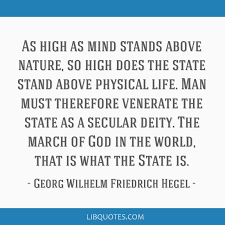 AS HIGH AS MIND STANDS ABOVE
NATURE, SO HIGH DOES THE STATE
STAND ABOVE PHYSICAL LIFE. MAN
MUST THEREFORE VENERATE THE
STATE AS A SECULAR DEITY. THE
MARCH OF GOD IN THE WORLD,
THAT IS WHAT THE STATE IS.
- GEORG WILHELM FRIEDRICH HEGEL -
LIBQUOTES.COM